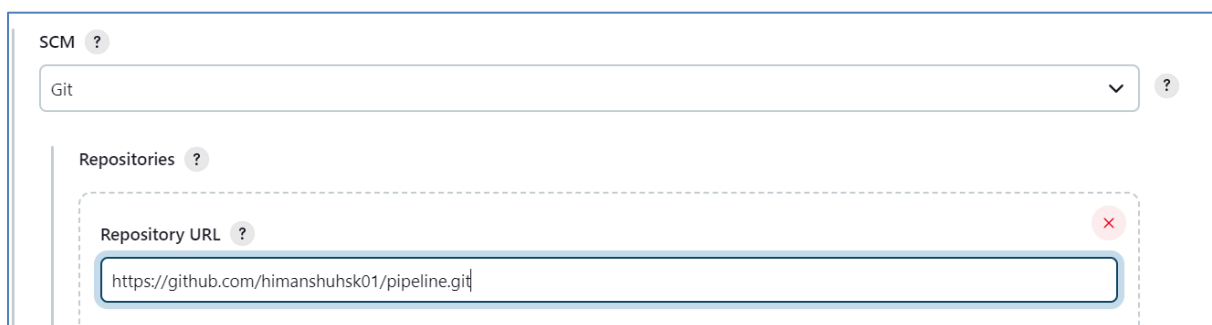 SCM ?
Git
?
Repositories ?
Repository URL ?
https://github.com/himanshuhsk01/pipeline.git